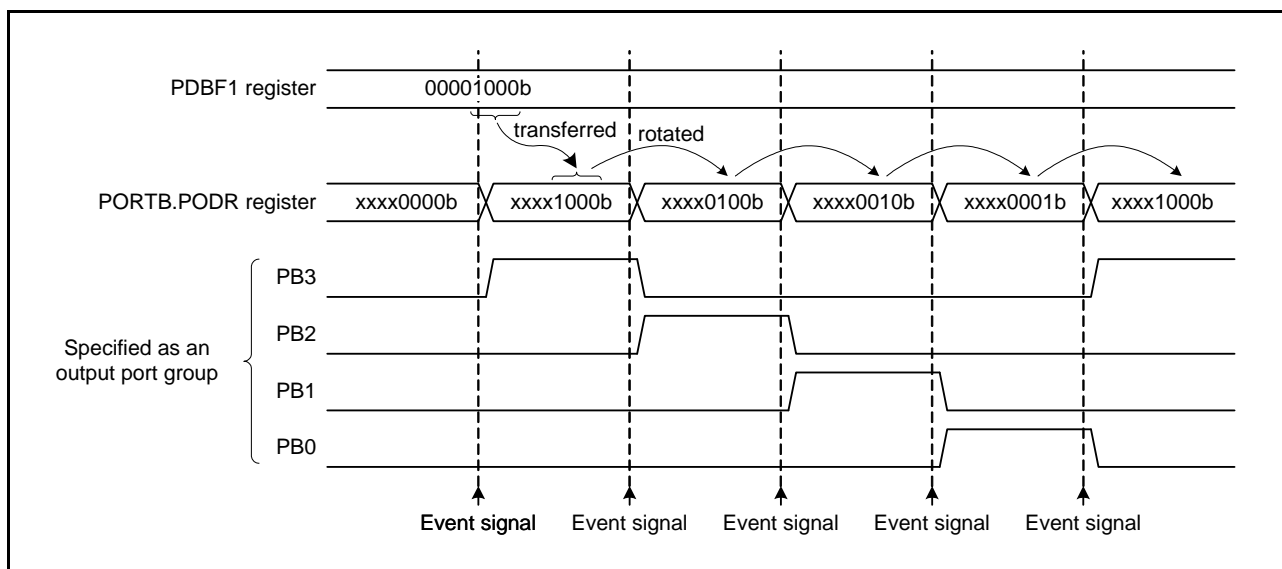 PDBF1 register
00001000b
transferred
rotated
PORTB.PODR register
xxxx0000b
xxxx1000b
xxxx0100b
xxxx0010b
xxxx0001b
xxxx1000b
Specified as an
output port group
PB3
PB2
PB1
PB0
Event signal
Event signal
Event signal
Event signal
Event signal